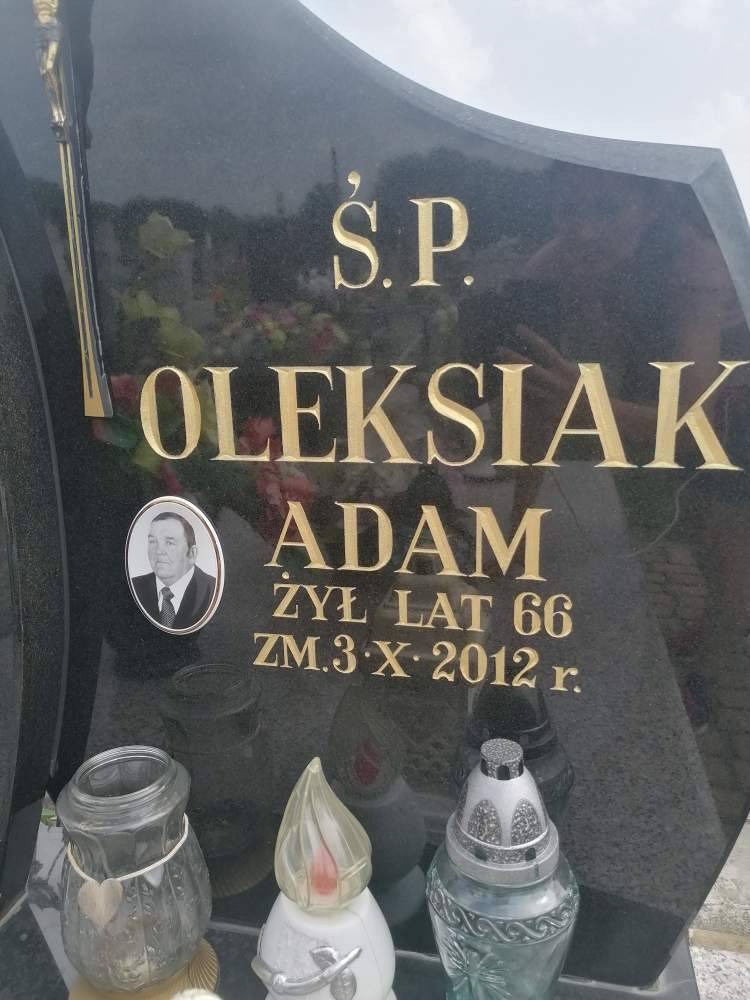 Ś.P.
OLEKSIAK
ADAM
ŻYŁ LAT 66
ZM. 3·X·2012 r.